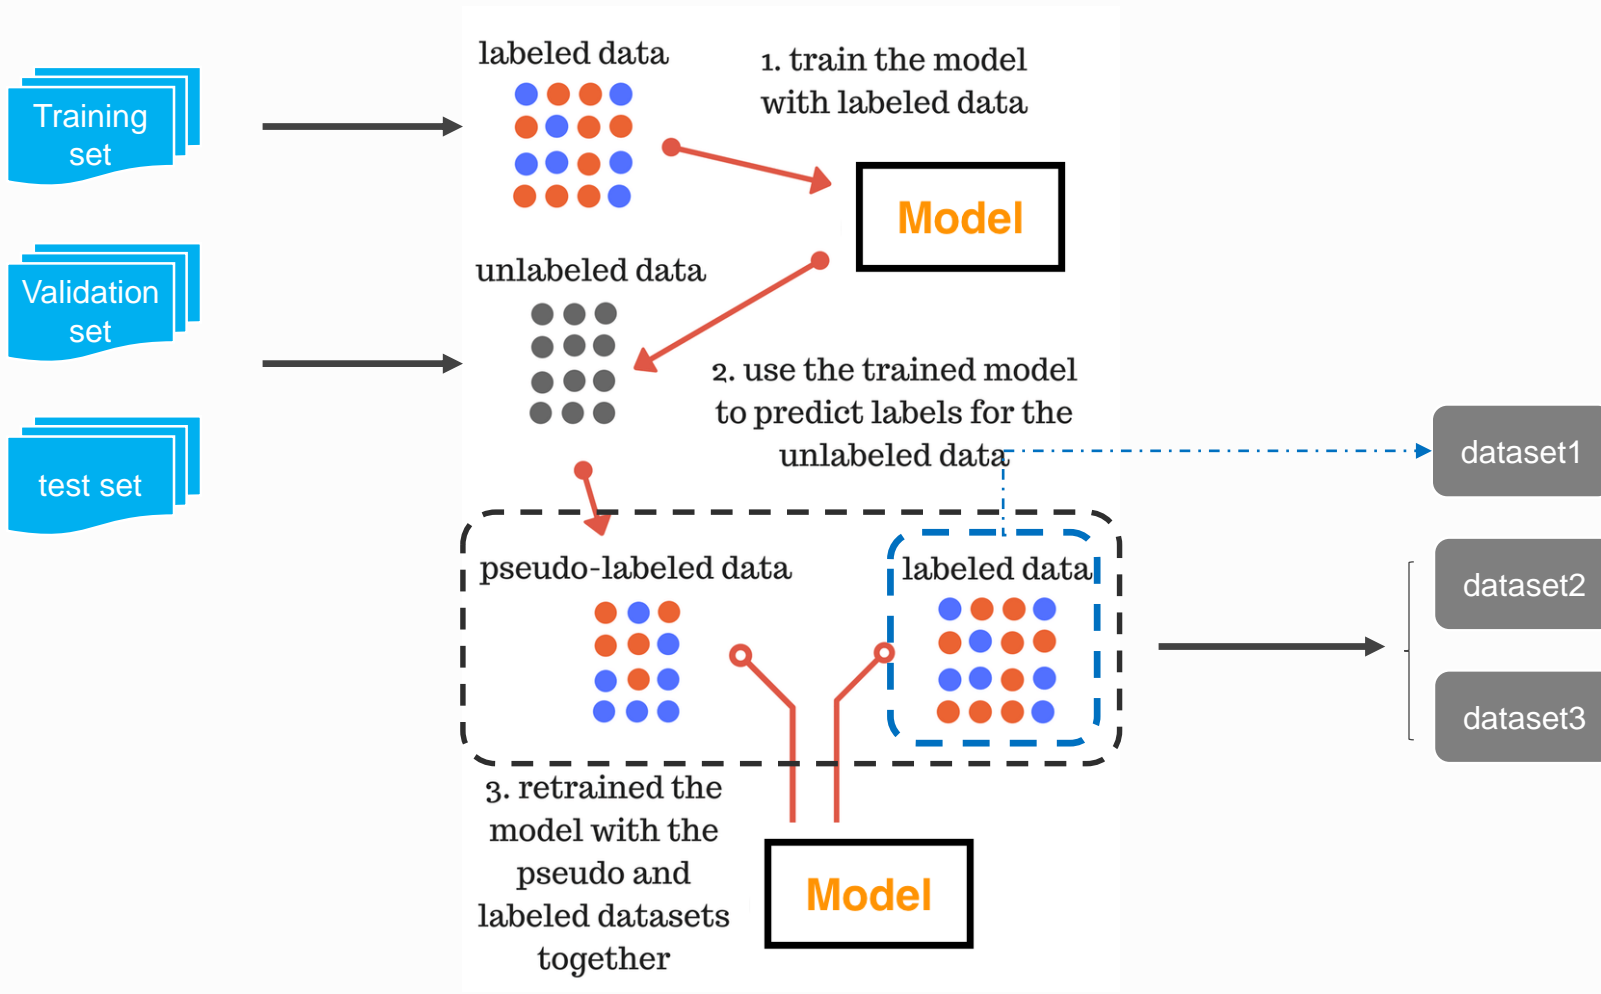 Training
set
Validation
set
test set
labeled data
1. train the model
with labeled data
Model
unlabeled data
2. use the trained model
to predict labels for the
unlabeled data
pseudo-labeled data
labeled data
3. retrained the
model with the
pseudo and
labeled datasets
together
Model
dataset1
dataset2
dataset3